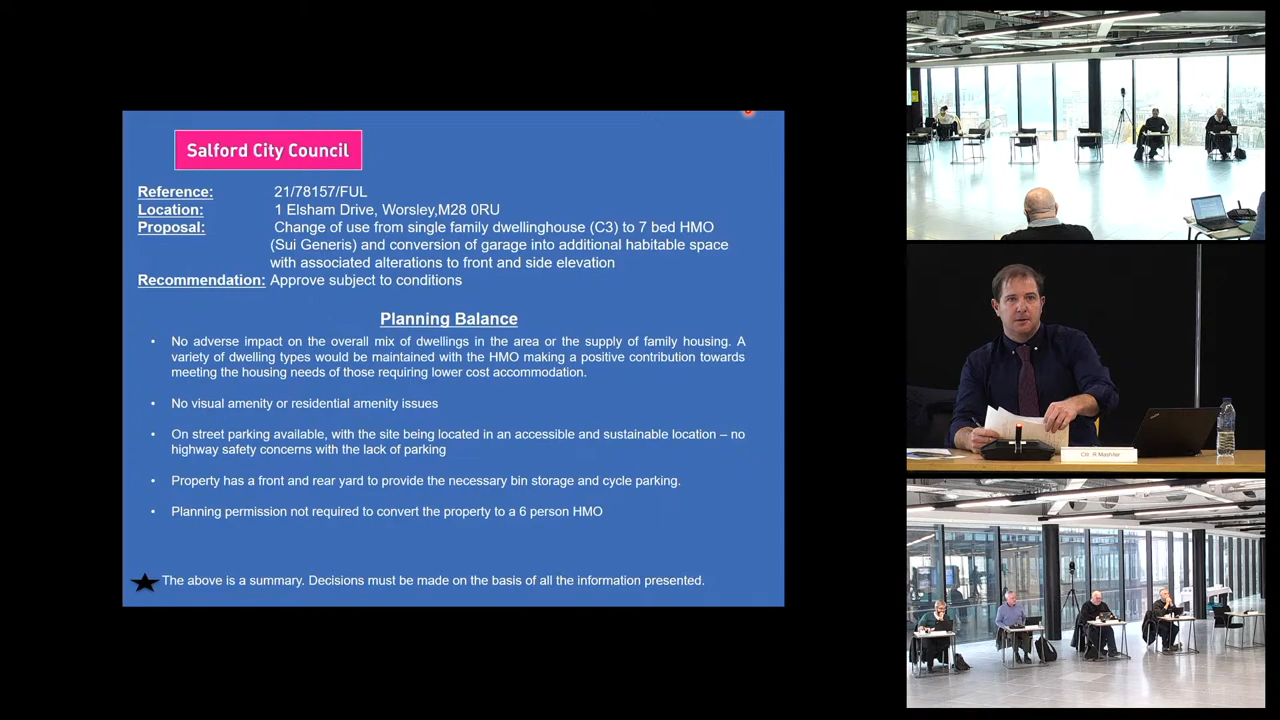 Salford City Council
Reference: 21/78157/FUL
Location: 1 Elsham Drive, Worsley,M28 0RU
Proposal: Change of use from single family dwellinghouse (C3) to 7 bed HMO
(Sui Generis) and conversion of garage into additional habitable space
with associated alterations to front and side elevation
Recommendation: Approve subject to conditions
Planning Balance
• No adverse impact on the overall mix of dwellings in the area or the supply of family housing. A
variety of dwelling types would be maintained with the HMO making a positive contribution towards
meeting the housing needs of those requiring lower cost accommodation.
• No visual amenity or residential amenity issues
• On street parking available, with the site being located in an accessible and sustainable location – no
highway safety concerns with the lack of parking
• Property has a front and rear yard to provide the necessary bin storage and cycle parking.
• Planning permission not required to convert the property to a 6 person HMO
The above is a summary. Decisions must be made on the basis of all the information presented.
Cllr. R Mashiter